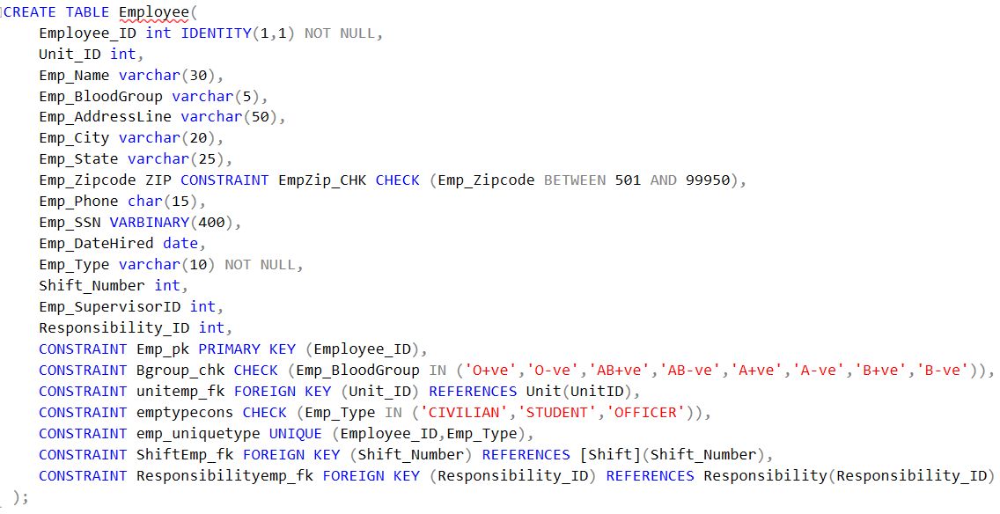 CREATE TABLE Employee(
    Employee_ID int IDENTITY(1,1) NOT NULL,
    Unit_ID int,
    Emp_Name varchar(30),
    Emp_BloodGroup varchar(5),
    Emp_AddressLine varchar(50),
    Emp_City varchar(20),
    Emp_State varchar(25),
    Emp_Zipcode ZIP CONSTRAINT EmpZip_CHK CHECK (Emp_Zipcode BETWEEN 501 AND 99950),
    Emp_Phone char(15),
    Emp_SSN VARBINARY(400),
    Emp_DateHired date,
    Emp_Type varchar(10) NOT NULL,
    Shift_Number int,
    Emp_SupervisorID int,
    Responsibility_ID int,
    CONSTRAINT Emp_pk PRIMARY KEY (Employee_ID),
    CONSTRAINT Bgroup_chk CHECK (Emp_BloodGroup IN ('O+ve','O-ve','AB+ve','AB-ve','A+ve','A-ve','B+ve','B-ve')),
    CONSTRAINT unitemp_fk FOREIGN KEY (Unit_ID) REFERENCES Unit(UnitID),
    CONSTRAINT emptypecons CHECK (Emp_Type IN ('CIVILIAN','STUDENT','OFFICER')),
    CONSTRAINT emp_uniquetype UNIQUE (Employee_ID,Emp_Type),
    CONSTRAINT ShiftEmp_fk FOREIGN KEY (Shift_Number) REFERENCES [Shift](Shift_Number),
    CONSTRAINT Responsibilityemp_fk FOREIGN KEY (Responsibility_ID) REFERENCES Responsibility(Responsibility_ID)
 );